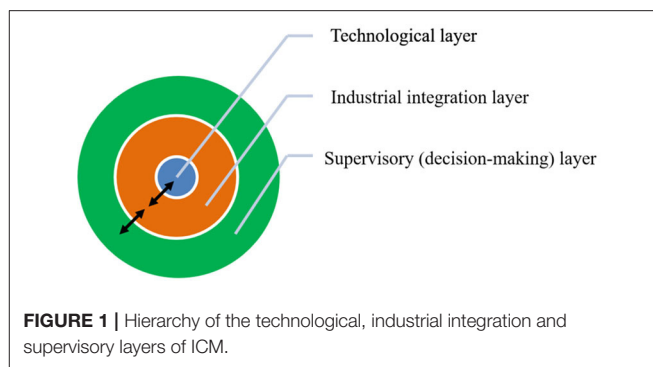 Technological layer
Industrial integration layer
Supervisory (decision-making) layer
FIGURE 1 | Hierarchy of the technological, industrial integration and
supervisory layers of ICM.